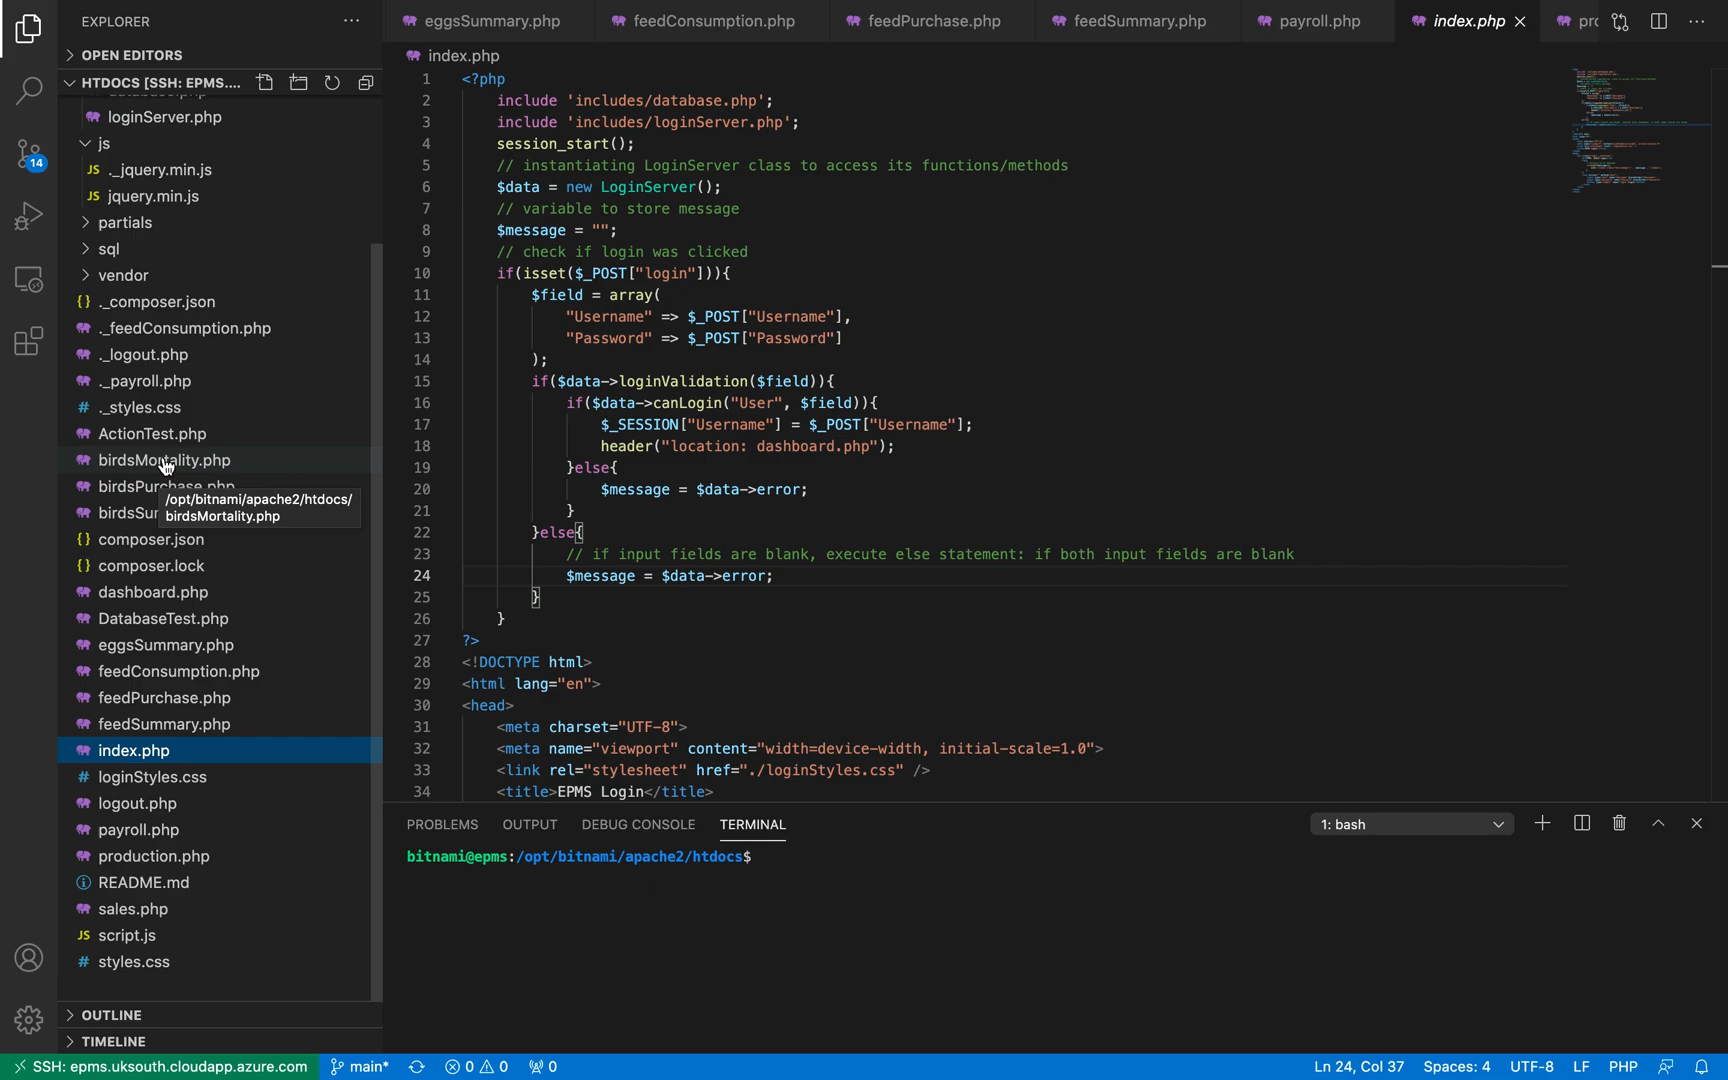 EXPLORER
OPEN EDITORS
HTDOCS [SSH: EPMS....
loginServer.php
js
JS ._jquery.min.js
JS jquery.min.js
partials
sql
vendor
{} ._composer.json
._feedConsumption.php
._logout.php
._payroll.php
# ._styles.css
ActionTest.php
birdsMortality.php
birdsPurchase.php
/opt/bitnami/apache2/htdocs/
birdsMortality.php
birdsSum
{} composer.json
{} composer.lock
dashboard.php
DatabaseTest.php
eggsSummary.php
feedConsumption.php
feedPurchase.php
feedSummary.php
index.php
# loginStyles.css
logout.php
payroll.php
production.php
README.md
sales.php
JS script.js
# styles.css
OUTLINE
TIMELINE
14
eggsSummary.php feedConsumption.php feedPurchase.php feedSummary.php payroll.php index.php pro
index.php
1 <?php
2 include 'includes/database.php';
3 include 'includes/loginServer.php';
4 session_start();
5 // instantiating LoginServer class to access its functions/methods
6 $data = new LoginServer();
7 // variable to store message
8 $message = "";
9 // check if login was clicked
10 if(isset($_POST["login"])){
11 $field = array(
12 "Username" => $_POST["Username"],
13 "Password" => $_POST["Password"]
14 );
15 if($data->loginValidation($field)){
16 if($data->canLogin("User", $field)){
17 $_SESSION["Username"] = $_POST["Username"];
18 header("location: dashboard.php");
19 }else{
20 $message = $data->error;
21 }
22 }else{
23 // if input fields are blank, execute else statement: if both input fields are blank
24 $message = $data->error;
25 }
26 }
27 ?>
28 <!DOCTYPE html>
29 <html lang="en">
30 <head>
31 <meta charset="UTF-8">
32 <meta name="viewport" content="width=device-width, initial-scale=1.0">
33 <link rel="stylesheet" href="./loginStyles.css" />
34 <title>EPMS Login</title>
PROBLEMS OUTPUT DEBUG CONSOLE TERMINAL 1: bash
bitnami@epms:/opt/bitnami/apache2/htdocs$
SSH: epms.uksouth.cloudapp.azure.com main* 0 0 0 Ln 24, Col 37 Spaces: 4 UTF-8 LF PHP